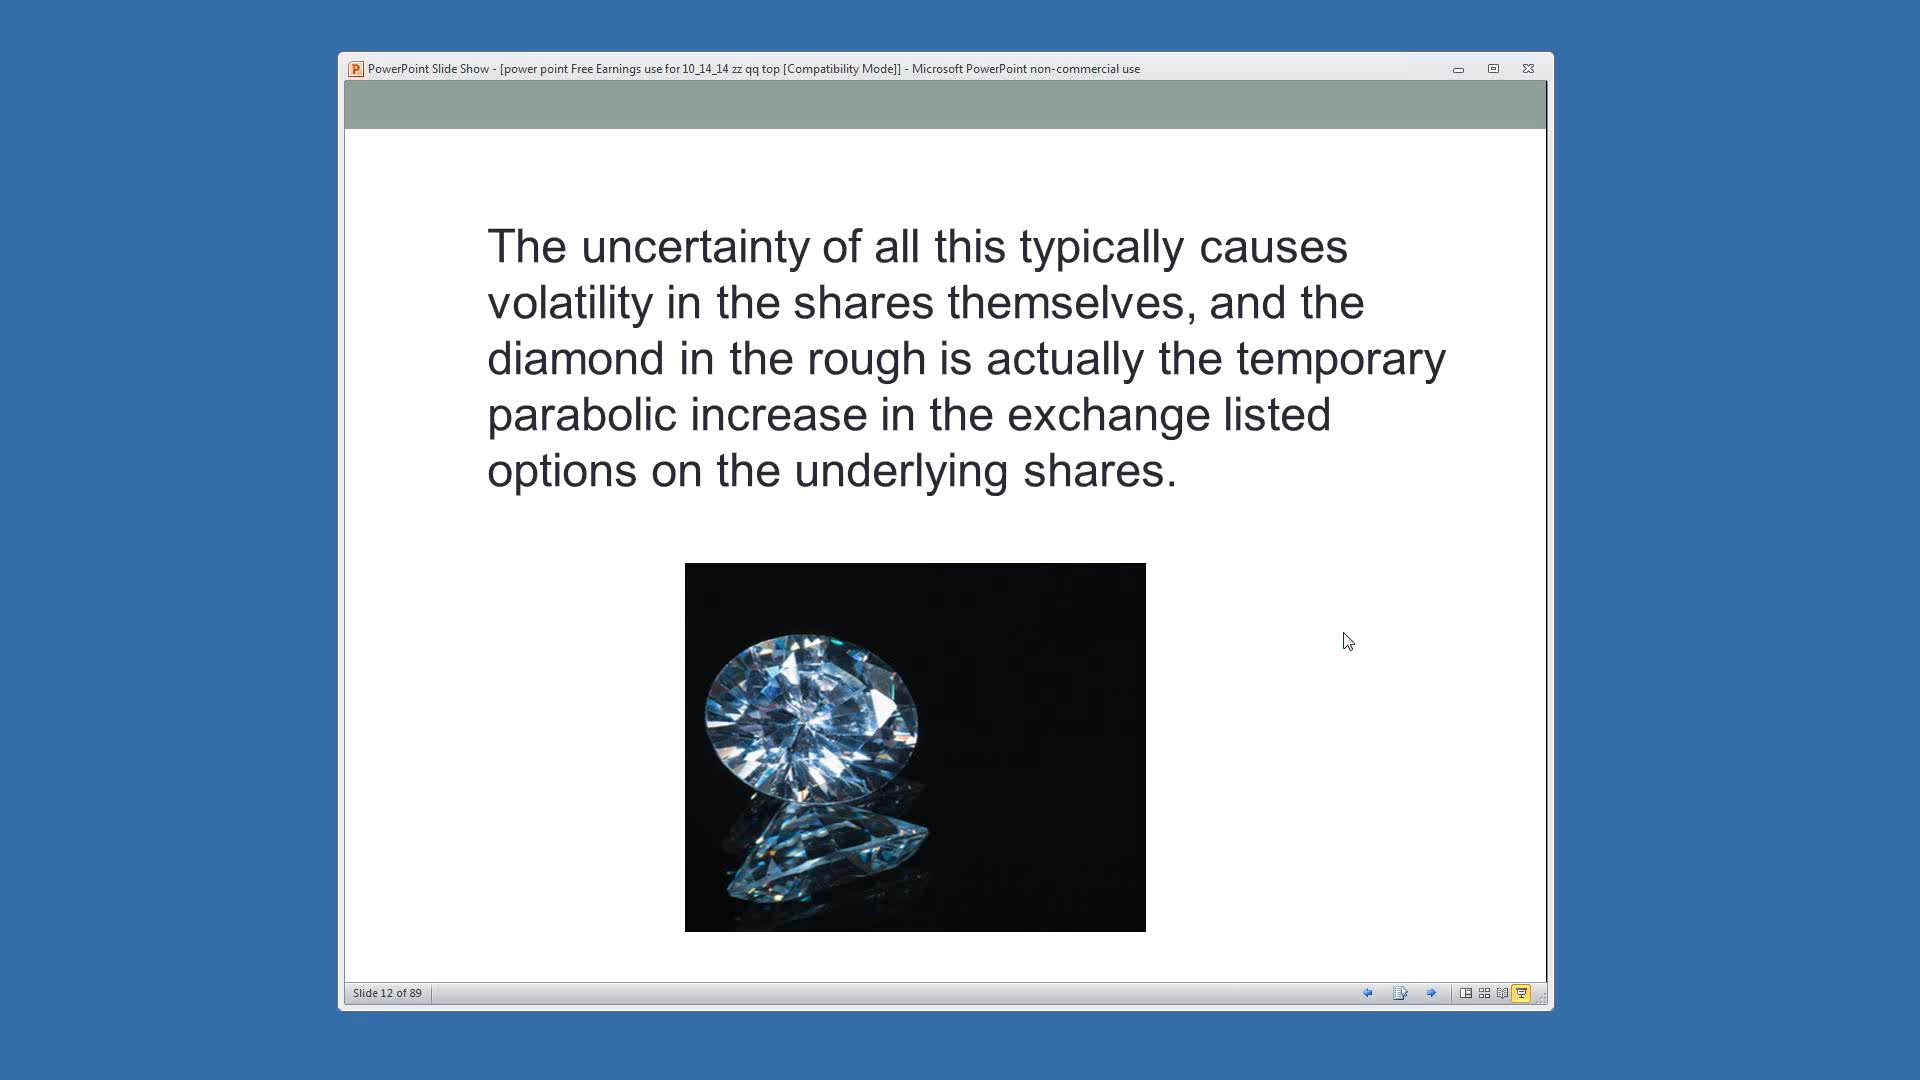 PowerPoint Slide Show - [power point Free Earnings use for 10_14_14 zz qq top [Compatibility Mode]] - Microsoft PowerPoint non-commercial use
The uncertainty of all this typically causes
volatility in the shares themselves, and the
diamond in the rough is actually the temporary
parabolic increase in the exchange listed
options on the underlying shares.
Slide 12 of 89